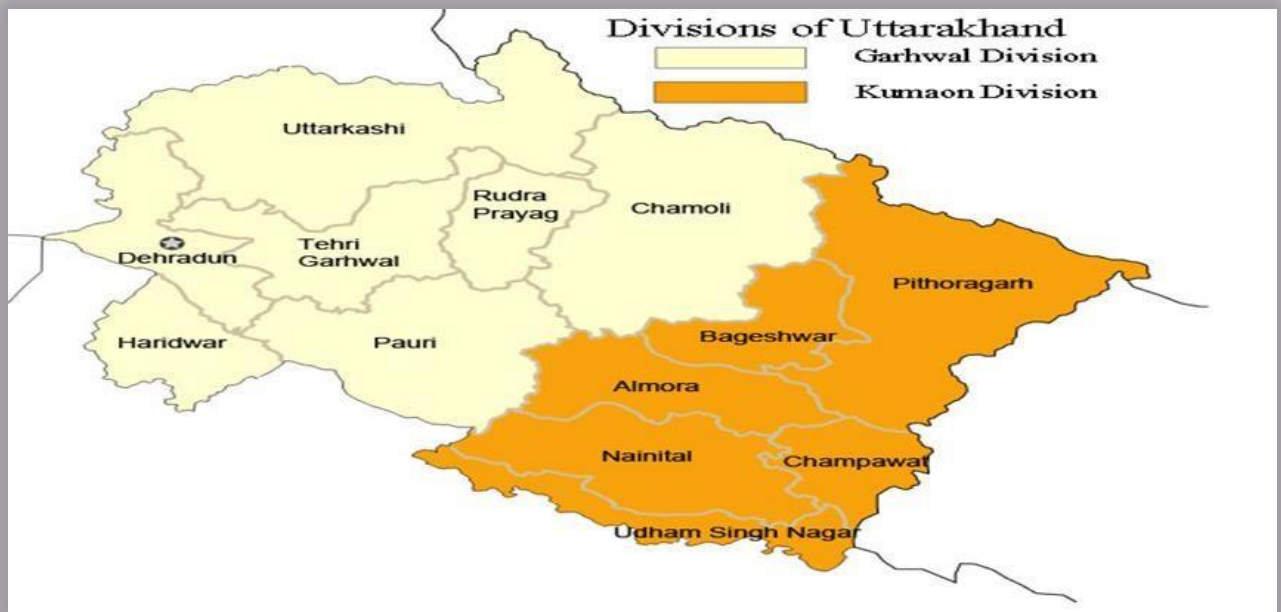 Divisions of Uttarakhand
Garhwal Division
Kumaon Division
Uttarkashi
Rudra
Prayag
Chamoli
Tehri
Garhwal
Dehradun
Pithoragarh
Haridwar
Pauri
Bageshwar
Almora
Nainital
Champawat
Udham Singh Nagar